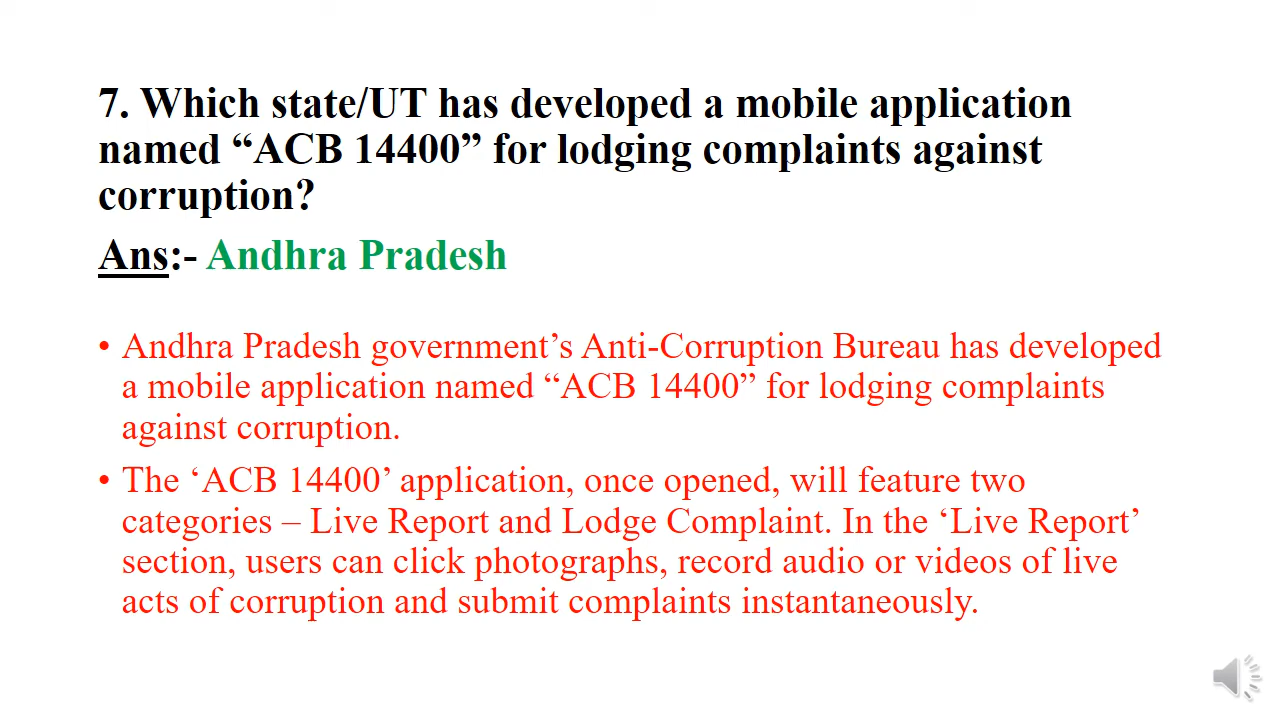 7. Which state/UT has developed a mobile application
named “ACB 14400” for lodging complaints against
corruption?
Ans:- Andhra Pradesh
• Andhra Pradesh government’s Anti-Corruption Bureau has developed
a mobile application named “ACB 14400” for lodging complaints
against corruption.
• The ‘ACB 14400’ application, once opened, will feature two
categories – Live Report and Lodge Complaint. In the ‘Live Report’
section, users can click photographs, record audio or videos of live
acts of corruption and submit complaints instantaneously.